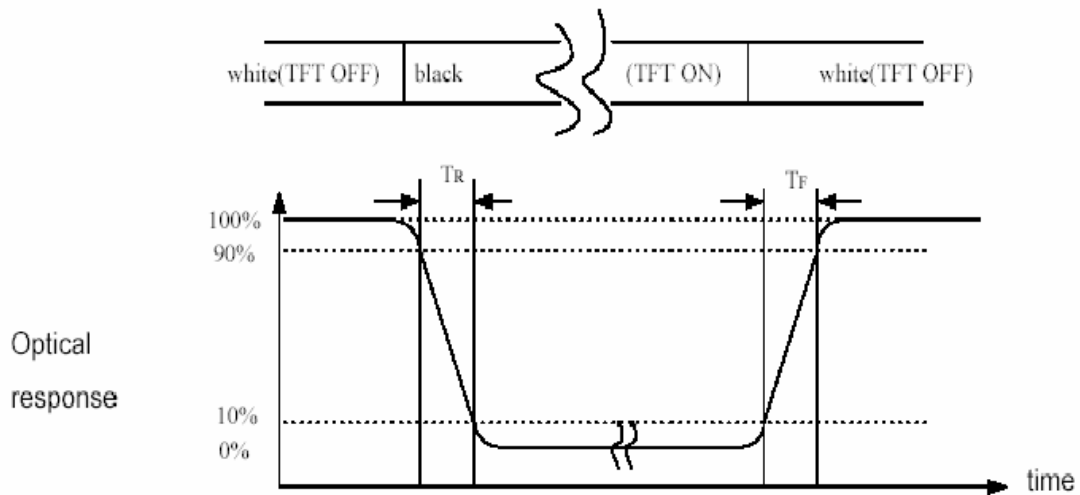 white(TFT OFF) black (TFT ON) white(TFT OFF)
TR TF
100%
90%
Optical
response
10%
0%
time